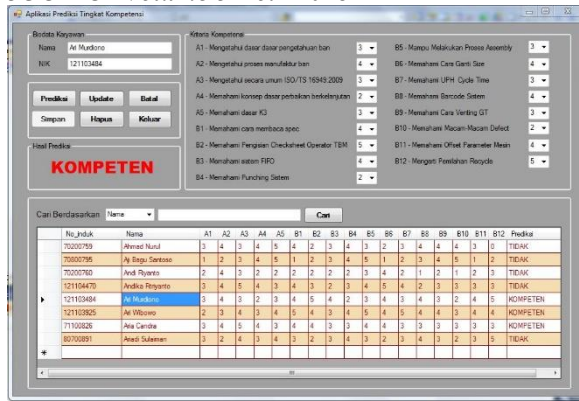 Aplikasi Prediksi Tingkat Kompetensi
Biodata Karyawan
Nama Ari Murdiono
NIK 121103484
Prediksi Update Batal
Simpan Hapus Keluar
Hasil Prediksi
KOMPETEN
Kriteria Kompetensi
A1 - Mengetahui dasar dasar pengetahuan ban 3
A2 - Mengetahui proses manufaktur ban 4
A3 - Mengetahui secara umum ISO/TS 16949:2009 3
A4 - Memahami konsep dasar perbaikan berkelanjutan 2
A5 - Memahami dasar K3 3
B1 - Memahami cara membaca spec 4
B2 - Memahami Pengisian Checksheet Operator TBM 5
B3 - Memahami sistem FIFO 4
B4 - Memahami Punching Sistem 2
B5 - Mampu Melakukan Proses Assembly 3
B6 - Memahami Cara Ganti Size 4
B7 - Memahami UPH Cycle Time 3
B8 - Memahami Barcode Sistem 4
B9 - Memahami Cara Venting GT 3
B10 - Memahami Macam-Macam Defect 2
B11 - Memahami Offset Parameter Mesin 4
B12 - Mengerti Pemilahan Recycle 5
Cari Berdasarkan Nama Cari
No_induk Nama A1 A2 A3 A4 A5 B1 B2 B3 B4 B5 B6 B7 B8 B9 B10 B11 B12 Prediksi
70200759 Ahmad Nurul 3 4 3 4 5 4 2 3 4 3 2 3 4 4 4 3 0 TIDAK
70800795 Aji Bagu Santoso 1 2 3 4 5 1 2 3 4 5 1 2 3 4 5 1 2 TIDAK
70200760 Andi Riyanto 2 4 3 2 2 4 3 2 2 2 3 4 2 1 2 1 2 TIDAK
121104470 Andika Periyanto 3 4 5 4 3 4 3 2 3 4 5 4 2 3 3 3 3 TIDAK
121103484 Ari Murdiono 3 4 3 2 3 4 5 4 2 3 4 3 4 3 2 4 5 KOMPETEN
121103925 Ari Wibowo 2 3 4 3 4 5 4 3 4 5 4 5 4 4 3 4 4 KOMPETEN
71100826 Aria Candra 3 4 5 4 3 4 4 3 3 3 4 4 3 3 3 3 3 KOMPETEN
80700891 Ariadi Sulaiman 3 2 4 3 4 3 2 3 4 3 2 3 4 3 2 3 5 TIDAK